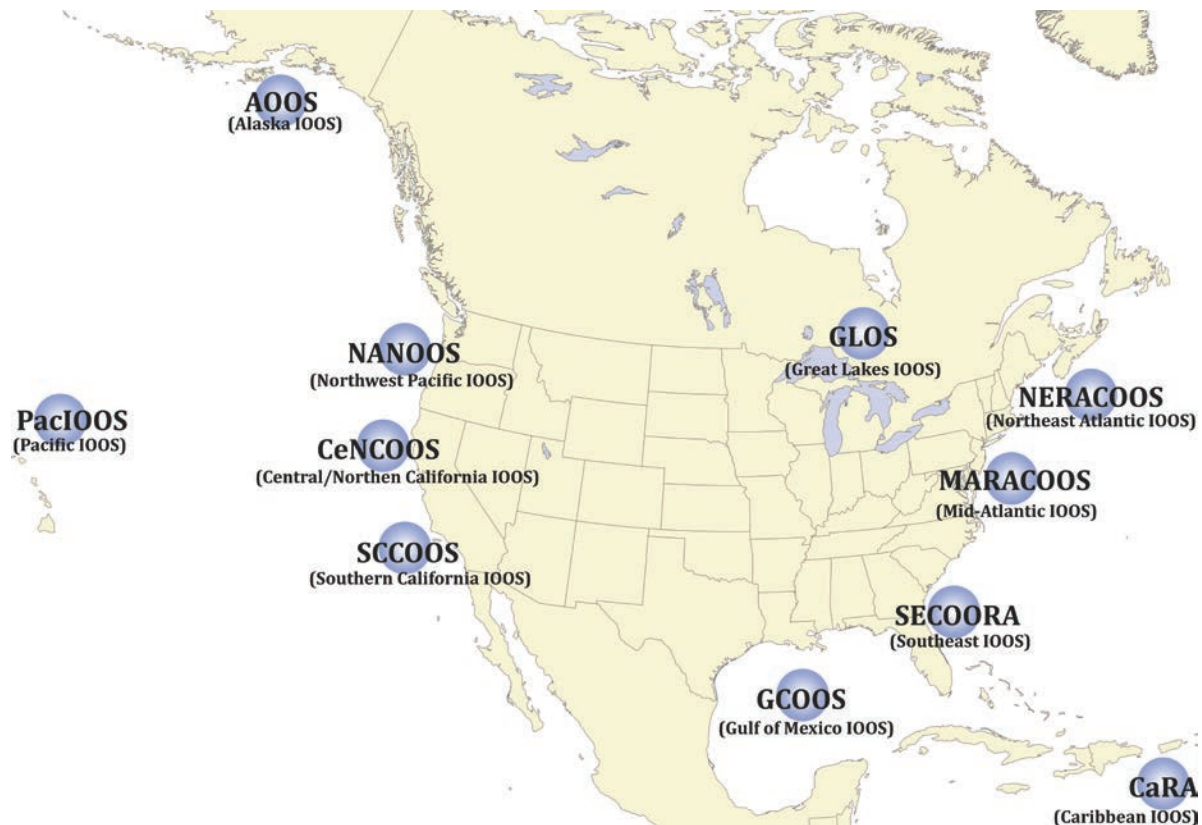 AOOS
(Alaska IOOS)
NANOOS
(Northwest Pacific IOOS)
GLOS
(Great Lakes IOOS)
NERACOOS
(Northeast Atlantic IOOS)
PacIOOS
(Pacific IOOS)
CeNCOOS
(Central/Northen California IOOS)
MARACOOS
(Mid-Atlantic IOOS)
SCCOOS
(Southern California IOOS)
SECOORA
(Southeast IOOS)
GCOOS
(Gulf of Mexico IOOS)
CaRA
(Caribbean IOOS)